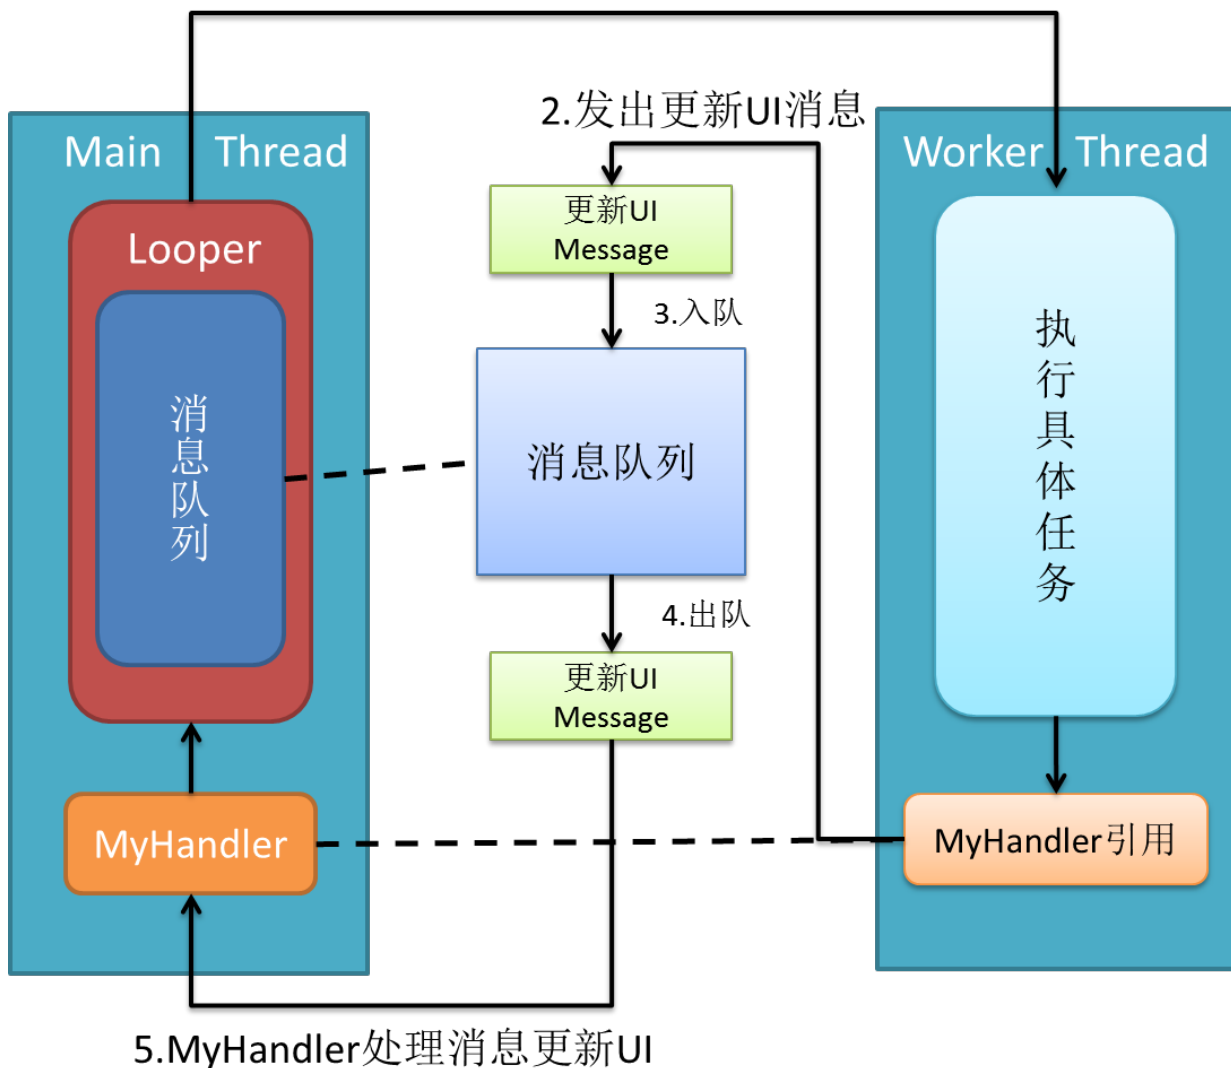 2.发出更新UI消息
Main Thread
Worker Thread
更新UI
Message
Looper
3.入队
消息队列
消息队列
执行具体任务
4.出队
更新UI
Message
MyHandler
MyHandler引用
5.MyHandler处理消息更新UI